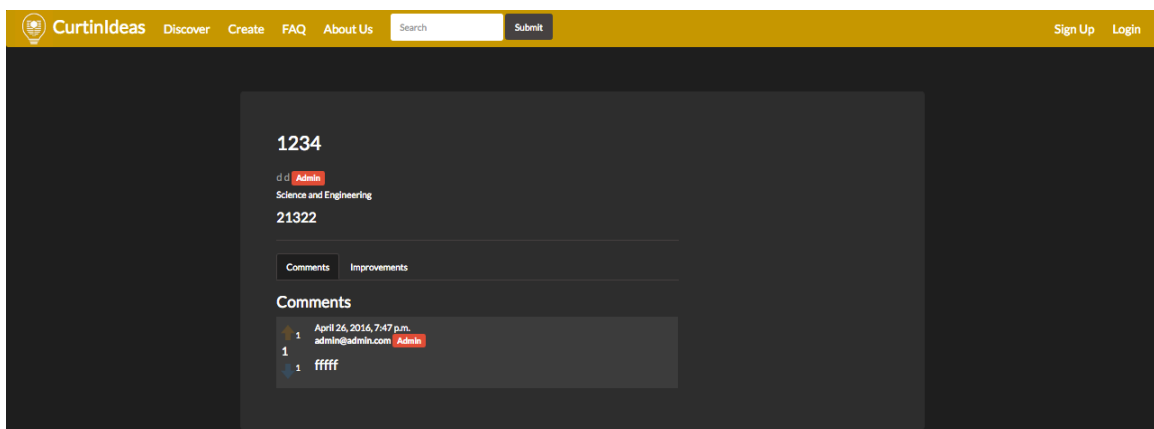 CurtinIdeas Discover Create FAQ About Us Search Submit Sign Up Login
1234
d d Admin
Science and Engineering
21322
Comments Improvements
Comments
1 April 26, 2016, 7:47 p.m.
admin@admin.com Admin
1
1 fffff